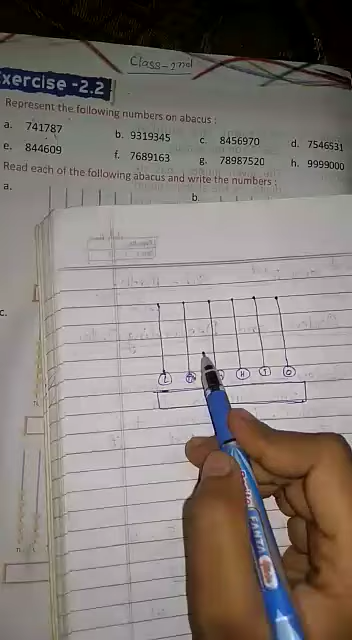 Class-2nd
Exercise -2.2
Represent the following numbers on abacus :
a. 741787 b. 9319345 c. 8456970 d. 7546531
e. 844609 f. 7689163 g. 78987520 h. 9999000
Read each of the following abacus and write the numbers :
a. b.
c.
L H T O